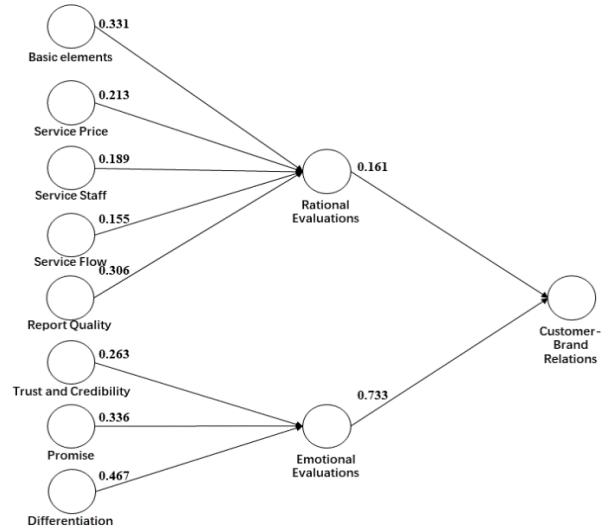 0.331
Basic elements
0.213
Service Price
0.189
Service Staff
0.161
Rational
Evaluations
0.155
Service Flow
0.306
Report Quality
Customer-
Brand
Relations
0.263
Trust and Credibility
0.733
0.336
Promise
Emotional
Evaluations
0.467
Differentiation